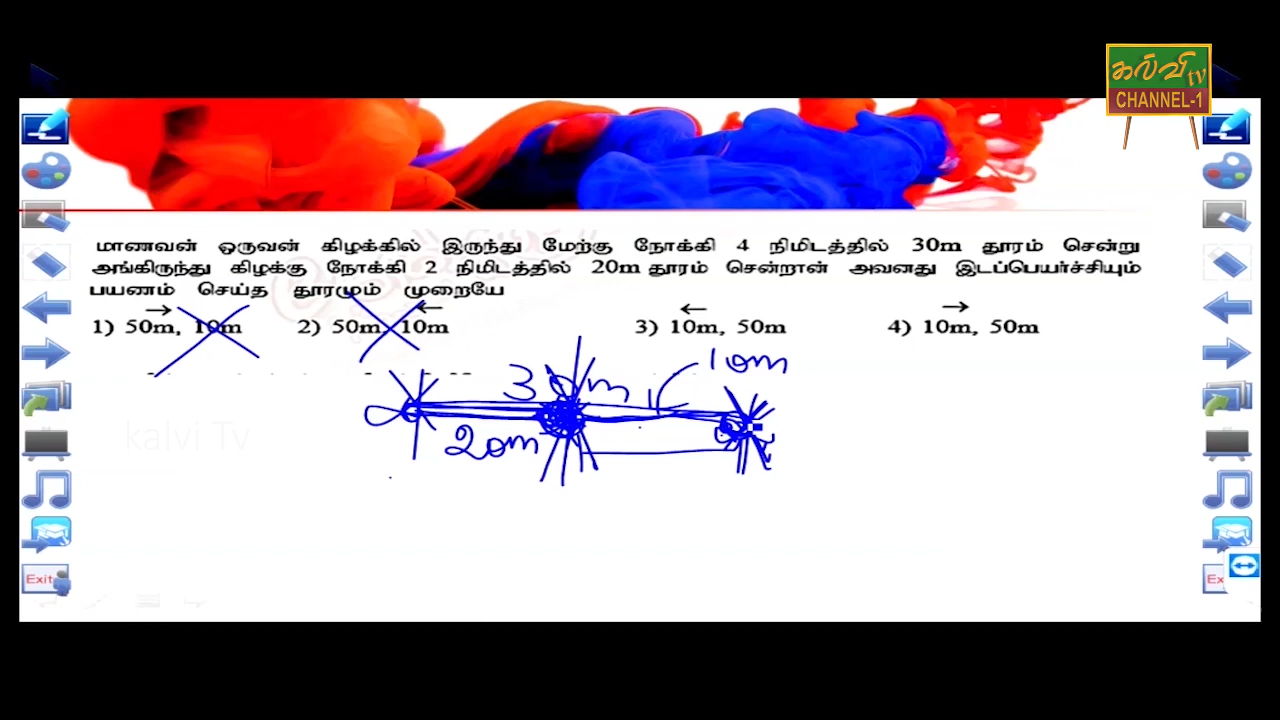 கல்வி tv
CHANNEL-1
மாணவன் ஒருவன் கிழக்கில் இருந்து மேற்கு நோக்கி 4 நிமிடத்தில் 30m தூரம் சென்று
அங்கிருந்து கிழக்கு நோக்கி 2 நிமிடத்தில் 20m தூரம் சென்றான் அவனது இடப்பெயர்ச்சியும்
பயணம் செய்த தூரமும் முறையே
1) 50m, 10m 2) 50m, 10m 3) 10m, 50m 4) 10m, 50m
10m
30m
20m
kalvi Tv
Exit
Ex